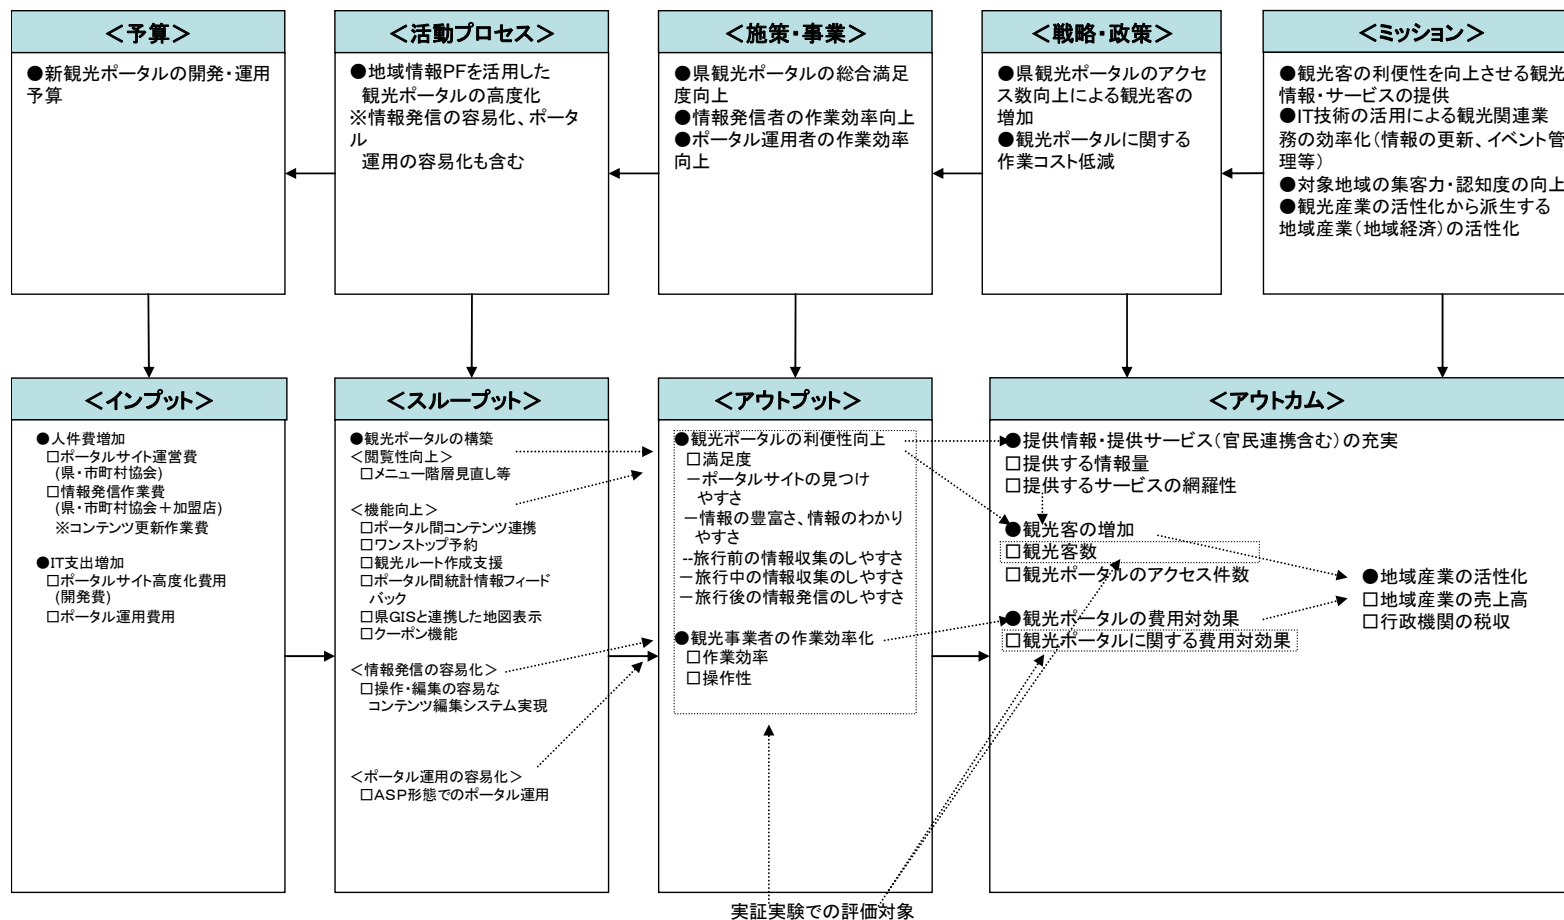 ＜予算＞
●新観光ポータルの開発・運用
予算
＜活動プロセス＞
●地域情報PFを活用した
観光ポータルの高度化
※情報発信の容易化、ポータ
ル
運用の容易化も含む
＜施策・事業＞
●県観光ポータルの総合満足
度向上
●情報発信者の作業効率向上
●ポータル運用者の作業効率
向上
＜戦略・政策＞
●県観光ポータルのアクセ
ス数向上による観光客の
増加
●観光ポータルに関する
作業コスト低減
＜ミッション＞
●観光客の利便性を向上させる観光
情報・サービスの提供
●IT技術の活用による観光関連業
務の効率化（情報の更新、イベント管
理等）
●対象地域の集客力・認知度の向上
●観光産業の活性化から派生する
地域産業（地域経済）の活性化
＜インプット＞
●人件費増加
□ポータルサイト運営費
(県・市町村協会)
□情報発信作業費
(県・市町村協会＋加盟店)
※コンテンツ更新作業費
●IT支出増加
□ポータルサイト高度化費用
(開発費)
□ポータル運用費用
＜スループット＞
●観光ポータルの構築
＜閲覧性向上＞
□メニュー階層見直し等
＜機能向上＞
□ポータル間コンテンツ連携
□ワンストップ予約
□観光ルート作成支援
□ポータル間統計情報フィード
バック
□県GISと連携した地図表示
□クーポン機能
＜情報発信の容易化＞
□操作・編集の容易な
コンテンツ編集システム実現
＜ポータル運用の容易化＞
□ASP形態でのポータル運用
＜アウトプット＞
●観光ポータルの利便性向上
□満足度
－ポータルサイトの見つけ
やすさ
－情報の豊富さ、情報のわかり
やすさ
--旅行前の情報収集のしやすさ
－旅行中の情報収集のしやすさ
－旅行後の情報発信のしやすさ
●観光事業者の作業効率化
□作業効率
□操作性
＜アウトカム＞
●提供情報・提供サービス（官民連携含む）の充実
□提供する情報量
□提供するサービスの網羅性
●観光客の増加
□観光客数
□観光ポータルのアクセス件数
●観光ポータルの費用対効果
□観光ポータルに関する費用対効果
●地域産業の活性化
□地域産業の売上高
□行政機関の税収
実証実験での評価対象